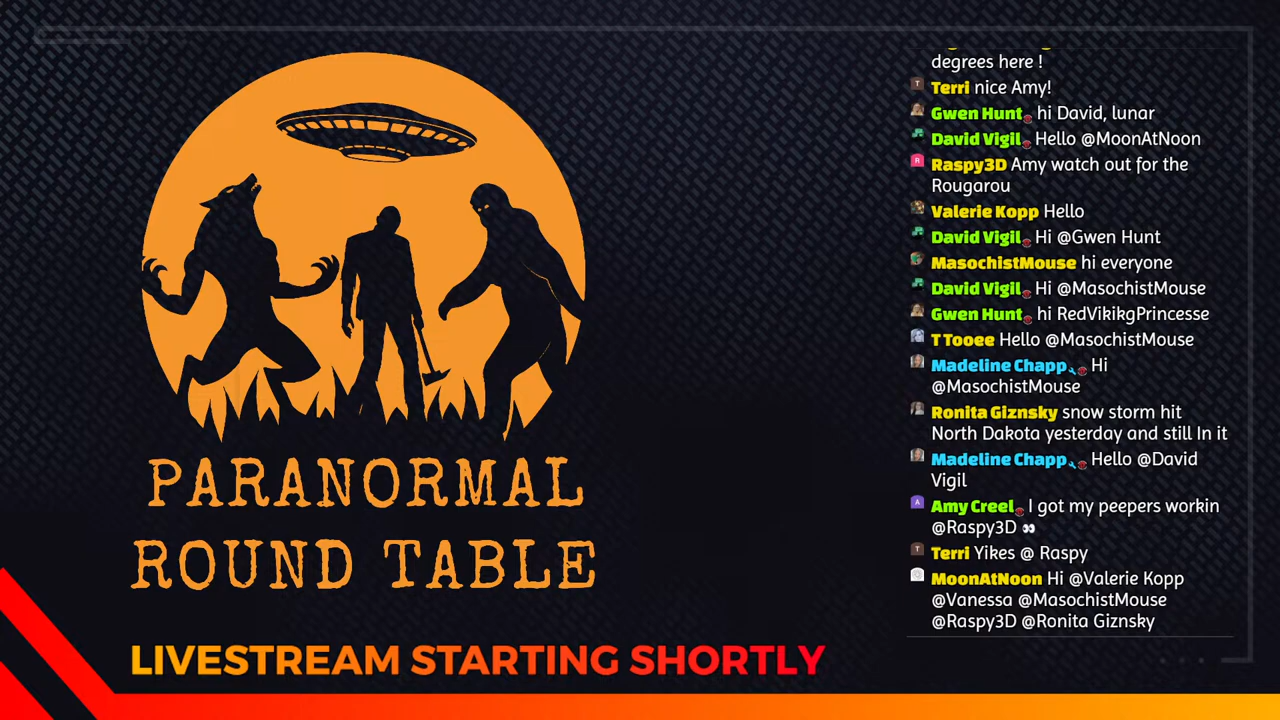 PARANORMAL
ROUND TABLE
LIVESTREAM STARTING SHORTLY
degrees here !
Terri nice Amy!
Gwen Hunt hi David, lunar
David Vigil Hello @MoonAtNoon
Raspy3D Amy watch out for the
Rougarou
Valerie Kopp Hello
David Vigil Hi @Gwen Hunt
MasochistMouse hi everyone
David Vigil Hi @MasochistMouse
Gwen Hunt hi RedVikikgPrincesse
T Tooee Hello @MasochistMouse
Madeline Chapp Hi
@MasochistMouse
Ronita Giznsky snow storm hit
North Dakota yesterday and still In it
Madeline Chapp Hello @David
Vigil
Amy Creel I got my peepers workin
@Raspy3D 👀
Terri Yikes @ Raspy
MoonAtNoon Hi @Valerie Kopp
@Vanessa @MasochistMouse
@Raspy3D @Ronita Giznsky